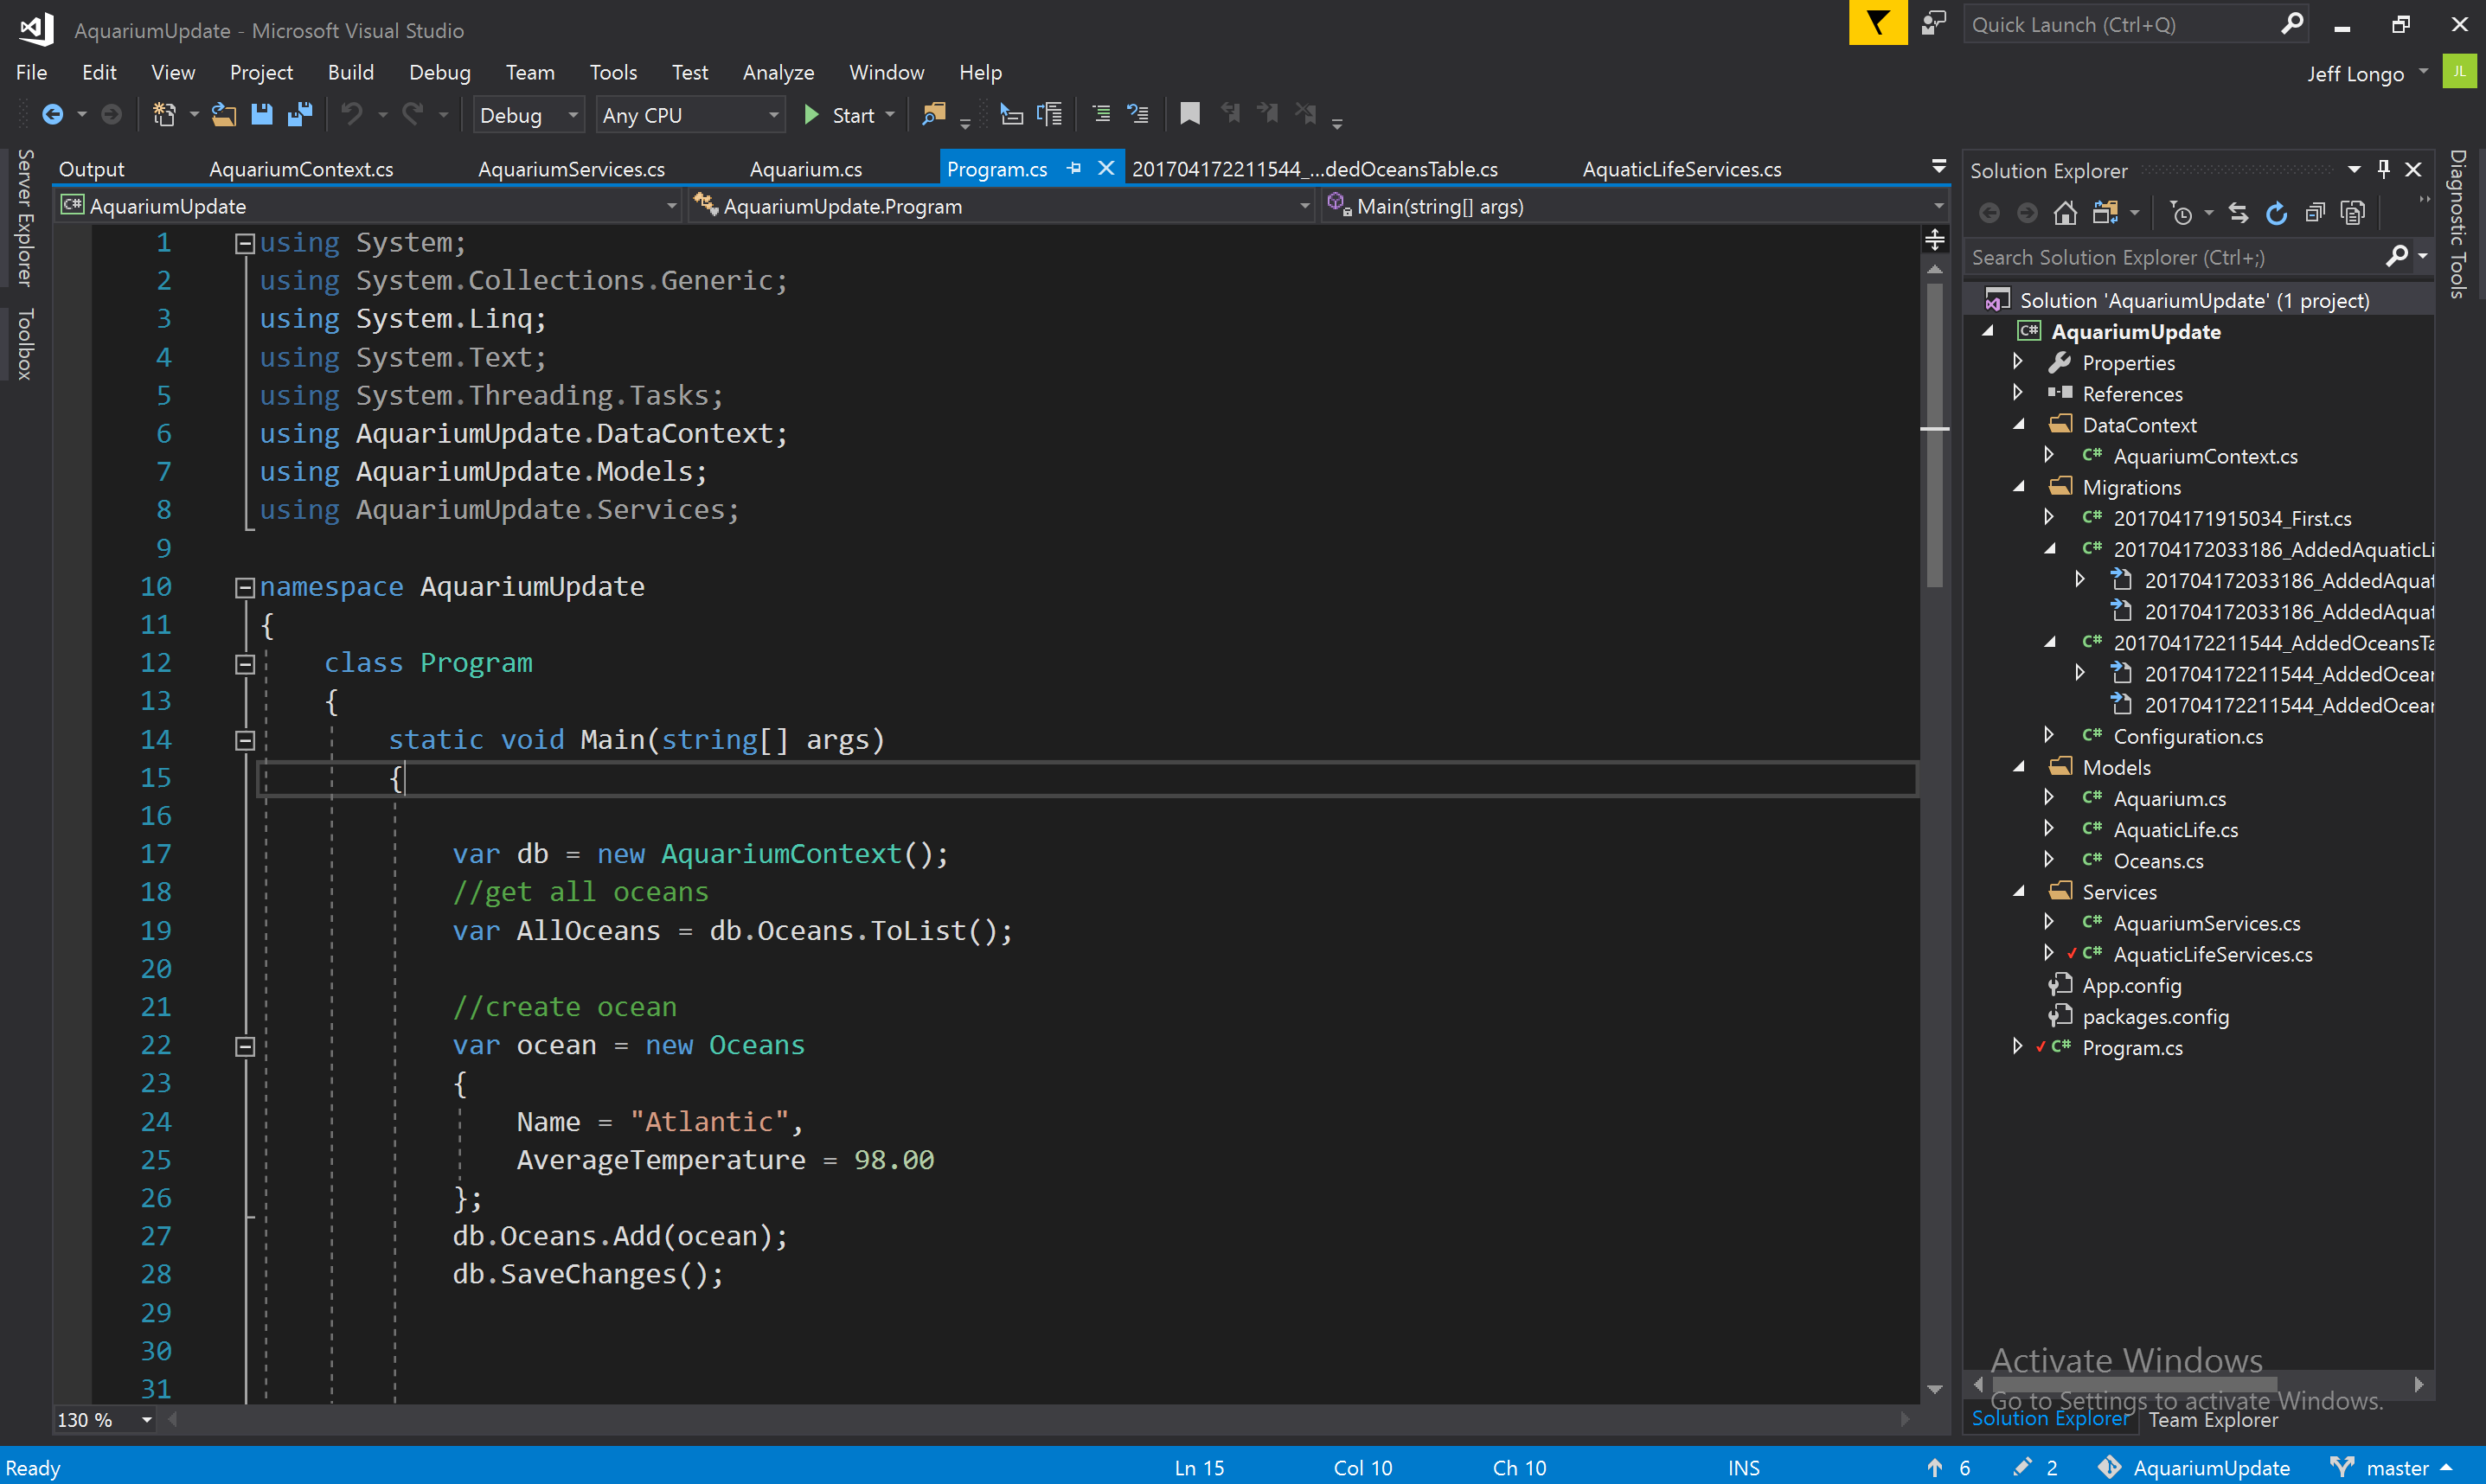 AquariumUpdate - Microsoft Visual Studio
Quick Launch (Ctrl+Q)
File Edit View Project Build Debug Team Tools Test Analyze Window Help
Jeff Longo JL
Debug Any CPU Start
Server Explorer
Toolbox
Output AquariumContext.cs AquariumServices.cs Aquarium.cs Program.cs 201704172211544_...dedOceansTable.cs AquaticLifeServices.cs
C# AquariumUpdate AquariumUpdate.Program Main(string[] args)
1 using System;
2 using System.Collections.Generic;
3 using System.Linq;
4 using System.Text;
5 using System.Threading.Tasks;
6 using AquariumUpdate.DataContext;
7 using AquariumUpdate.Models;
8 using AquariumUpdate.Services;
9
10 namespace AquariumUpdate
11 {
12 class Program
13 {
14 static void Main(string[] args)
15 {
16
17 var db = new AquariumContext();
18 //get all oceans
19 var AllOceans = db.Oceans.ToList();
20
21 //create ocean
22 var ocean = new Oceans
23 {
24 Name = "Atlantic",
25 AverageTemperature = 98.00
26 };
27 db.Oceans.Add(ocean);
28 db.SaveChanges();
29
30
31
130 %
Solution Explorer
Search Solution Explorer (Ctrl+;)
Solution 'AquariumUpdate' (1 project)
C# AquariumUpdate
Properties
References
DataContext
C# AquariumContext.cs
Migrations
C# 201704171915034_First.cs
C# 201704172033186_AddedAquaticLi
201704172033186_AddedAquat
201704172033186_AddedAquat
C# 201704172211544_AddedOceansTa
201704172211544_AddedOcean
201704172211544_AddedOcean
C# Configuration.cs
Models
C# Aquarium.cs
C# AquaticLife.cs
C# Oceans.cs
Services
C# AquariumServices.cs
C# AquaticLifeServices.cs
App.config
packages.config
C# Program.cs
Activate Windows
Go to Settings to activate Windows.
Solution Explorer Team Explorer
Diagnostic Tools
Ready Ln 15 Col 10 Ch 10 INS 6 2 AquariumUpdate master